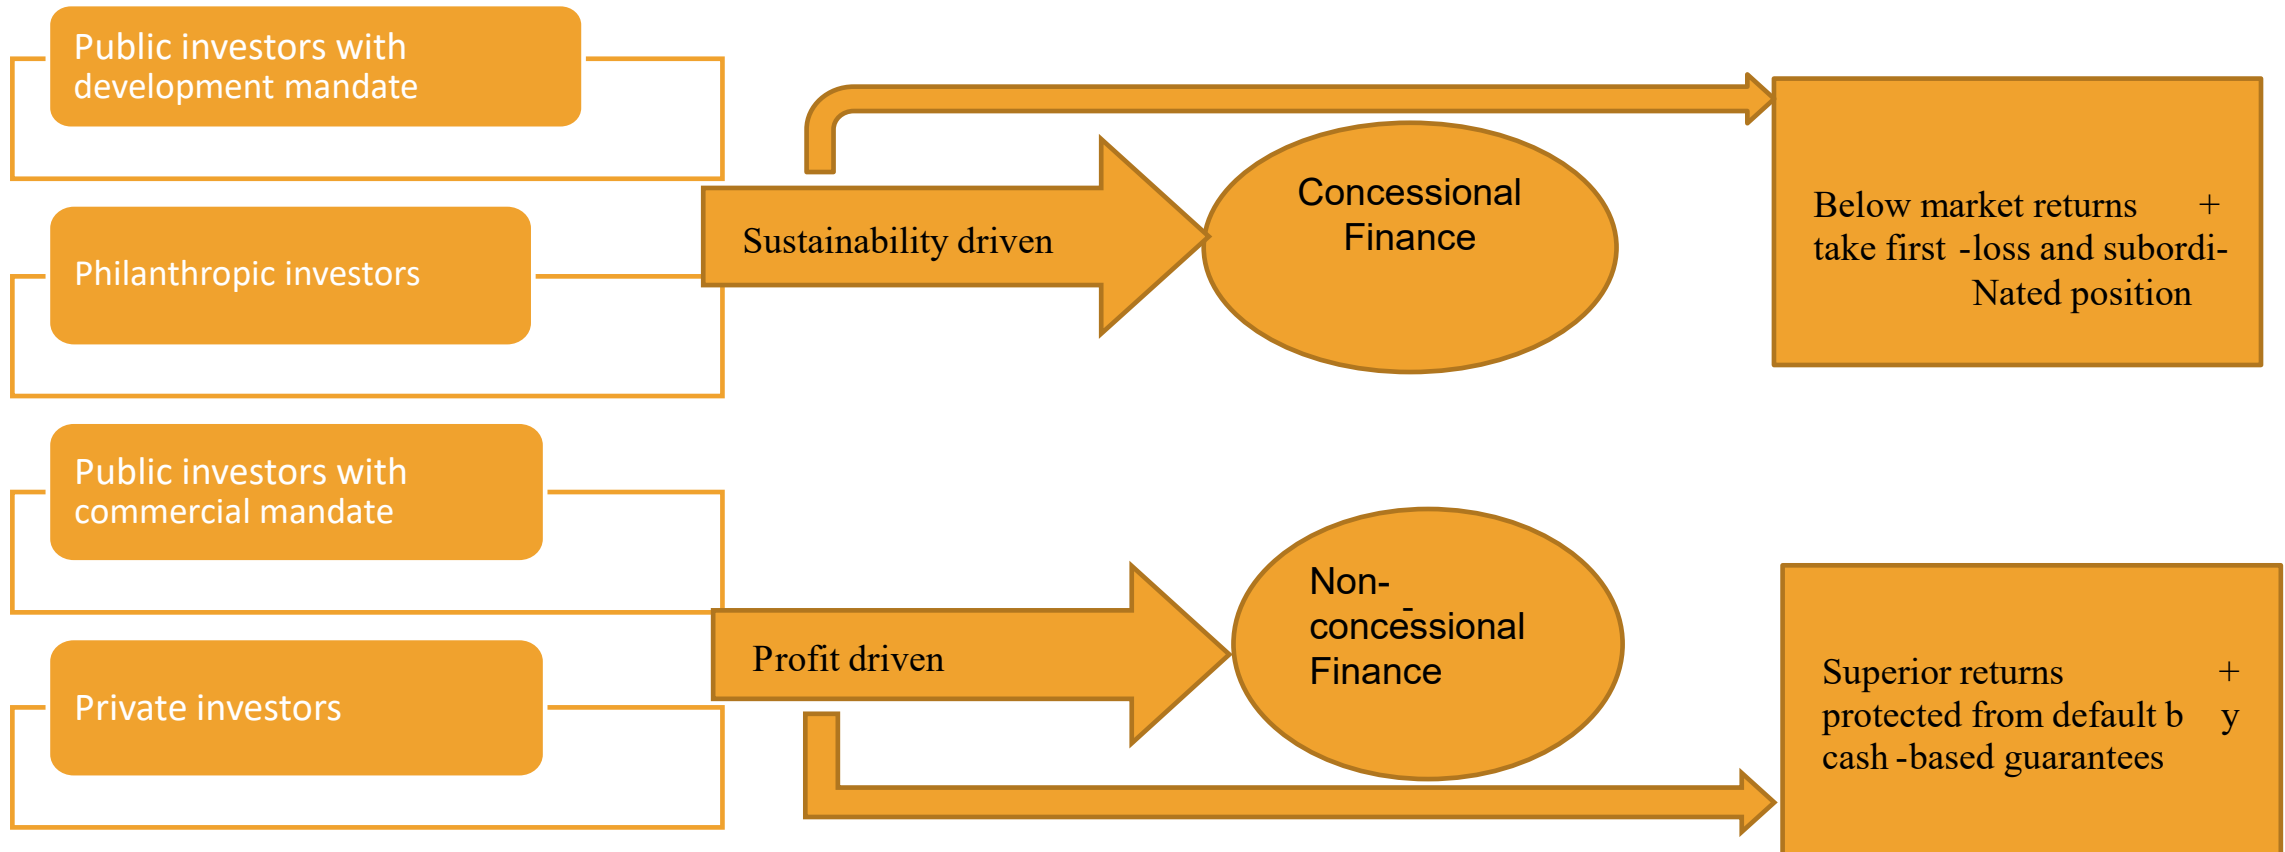 Public investors with
development mandate
Philanthropic investors
Sustainability driven
Concessional
Finance
Below market returns +
take first -loss and subordi-
Nated position
Public investors with
commercial mandate
Private investors
Profit driven
Non-
concessional
Finance
Superior returns +
protected from default b y
cash -based guarantees